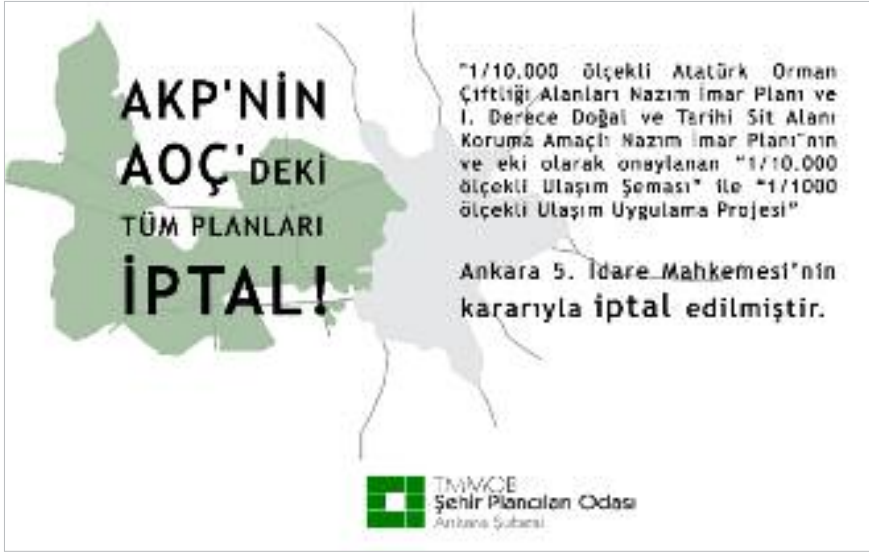 AKP'NİN
AOÇ'DEKİ
TÜM PLANLARI
İPTAL!
"1/10.000 ölçekli Atatürk Orman
Çiftliği Alanları Nazım İmar Planı ve
I. Derece Doğal ve Tarihi Sit Alanı
Koruma Amaçlı Nazım İmar Planı"nın
ve eki olarak onaylanan "1/10.000
ölçekli Ulaşım Şeması" ile "1/1000
ölçekli Ulaşım Uygulama Projesi"
Ankara 5. İdare Mahkemesi'nin
kararıyla iptal edilmiştir.
TMMOB
Şehir Plancıları Odası
Ankara Şubesi